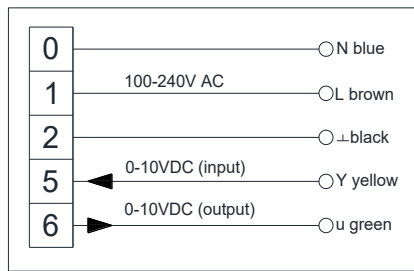 0 N blue
1 100-240V AC L brown
2 ⊥black
5 0-10VDC (input) Y yellow
6 0-10VDC (output) u green